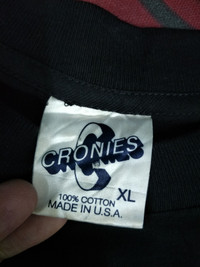 CRONIES
XL
100% COTTON
MADE IN U.S.A.